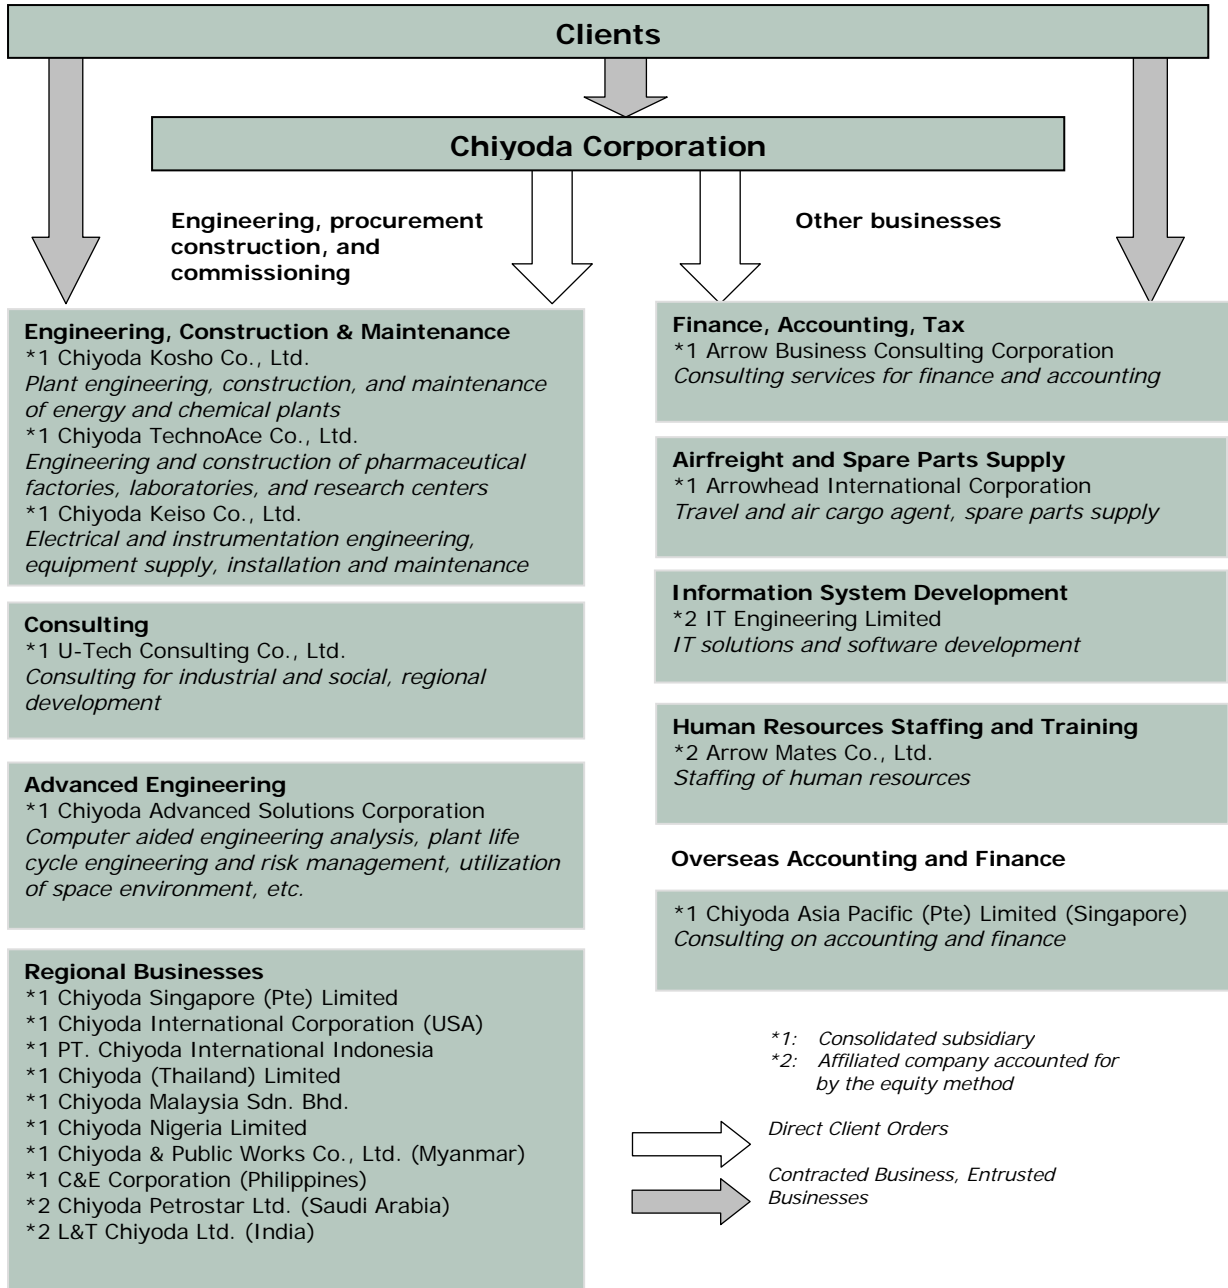 Clients
Chiyoda Corporation
Engineering, procurement
construction, and
commissioning
Other businesses
Engineering, Construction & Maintenance
*1 Chiyoda Kosho Co., Ltd.
Plant engineering, construction, and maintenance
of energy and chemical plants
*1 Chiyoda TechnoAce Co., Ltd.
Engineering and construction of pharmaceutical
factories, laboratories, and research centers
*1 Chiyoda Keiso Co., Ltd.
Electrical and instrumentation engineering,
equipment supply, installation and maintenance
Consulting
*1 U-Tech Consulting Co., Ltd.
Consulting for industrial and social, regional
development
Advanced Engineering
*1 Chiyoda Advanced Solutions Corporation
Computer aided engineering analysis, plant life
cycle engineering and risk management, utilization
of space environment, etc.
Regional Businesses
*1 Chiyoda Singapore (Pte) Limited
*1 Chiyoda International Corporation (USA)
*1 PT. Chiyoda International Indonesia
*1 Chiyoda (Thailand) Limited
*1 Chiyoda Malaysia Sdn. Bhd.
*1 Chiyoda Nigeria Limited
*1 Chiyoda & Public Works Co., Ltd. (Myanmar)
*1 C&E Corporation (Philippines)
*2 Chiyoda Petrostar Ltd. (Saudi Arabia)
*2 L&T Chiyoda Ltd. (India)
Finance, Accounting, Tax
*1 Arrow Business Consulting Corporation
Consulting services for finance and accounting
Airfreight and Spare Parts Supply
*1 Arrowhead International Corporation
Travel and air cargo agent, spare parts supply
Information System Development
*2 IT Engineering Limited
IT solutions and software development
Human Resources Staffing and Training
*2 Arrow Mates Co., Ltd.
Staffing of human resources
Overseas Accounting and Finance
*1 Chiyoda Asia Pacific (Pte) Limited (Singapore)
Consulting on accounting and finance
*1: Consolidated subsidiary
*2: Affiliated company accounted for
by the equity method
Direct Client Orders
Contracted Business, Entrusted
Businesses